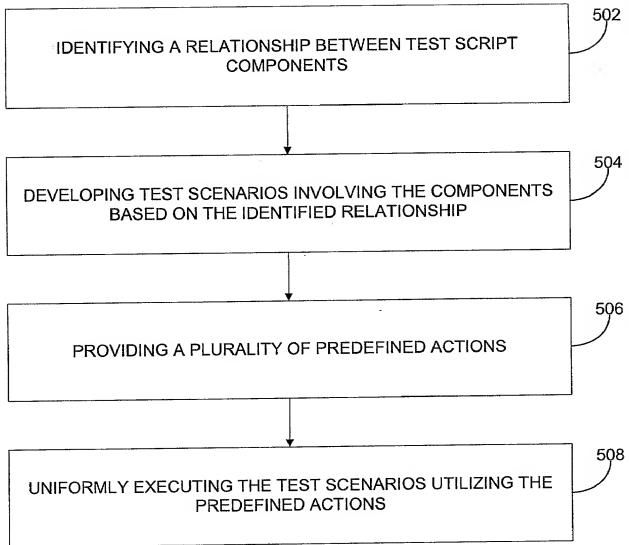 502
IDENTIFYING A RELATIONSHIP BETWEEN TEST SCRIPT
COMPONENTS
504
DEVELOPING TEST SCENARIOS INVOLVING THE COMPONENTS
BASED ON THE IDENTIFIED RELATIONSHIP
506
PROVIDING A PLURALITY OF PREDEFINED ACTIONS
508
UNIFORMLY EXECUTING THE TEST SCENARIOS UTILIZING THE
PREDEFINED ACTIONS